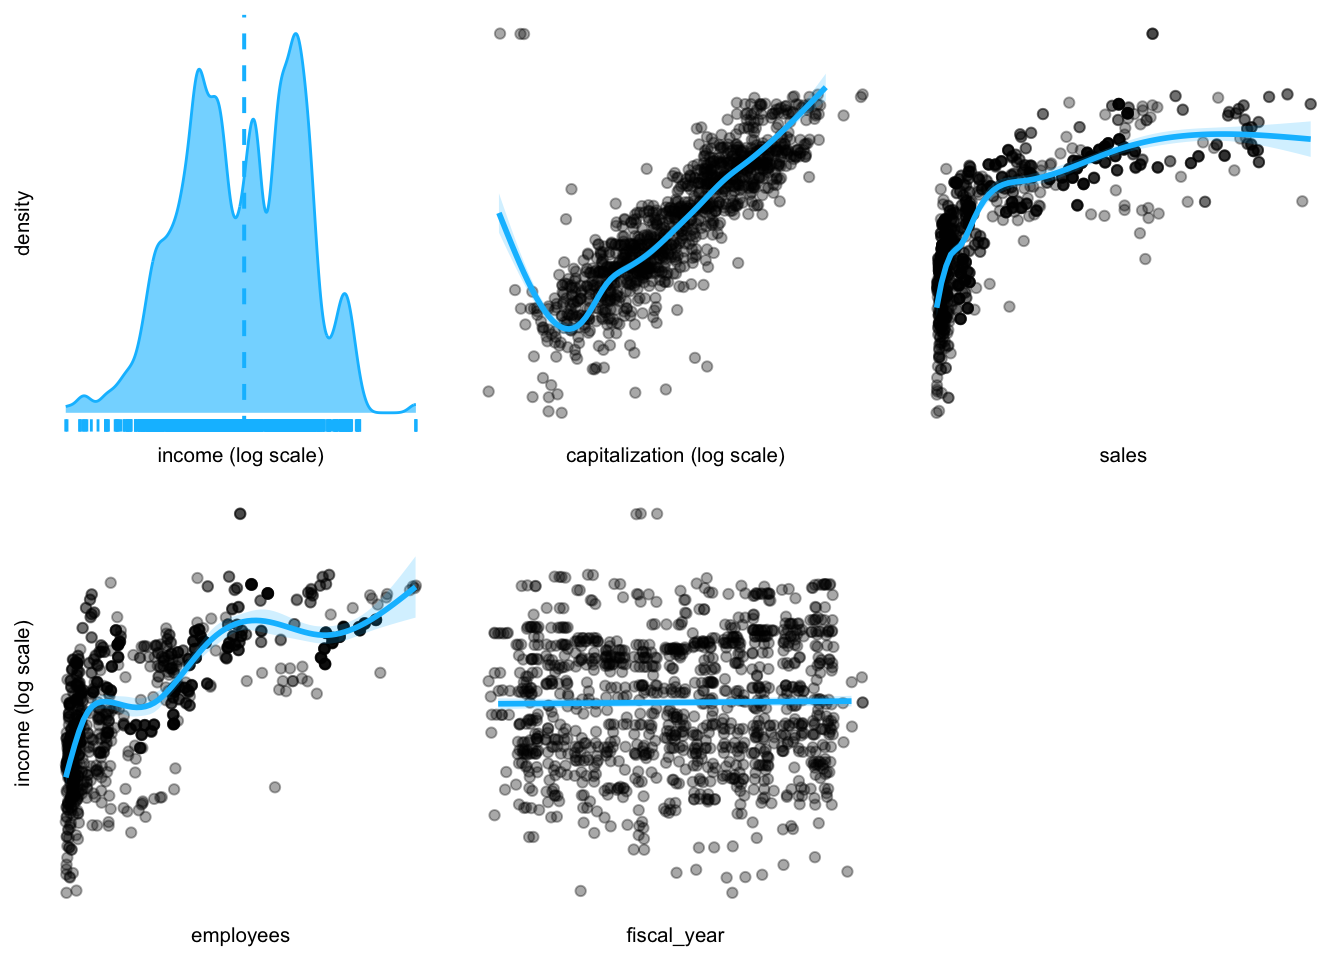 density
income (log scale)
capitalization (log scale)
sales
income (log scale)
employees
fiscal_year